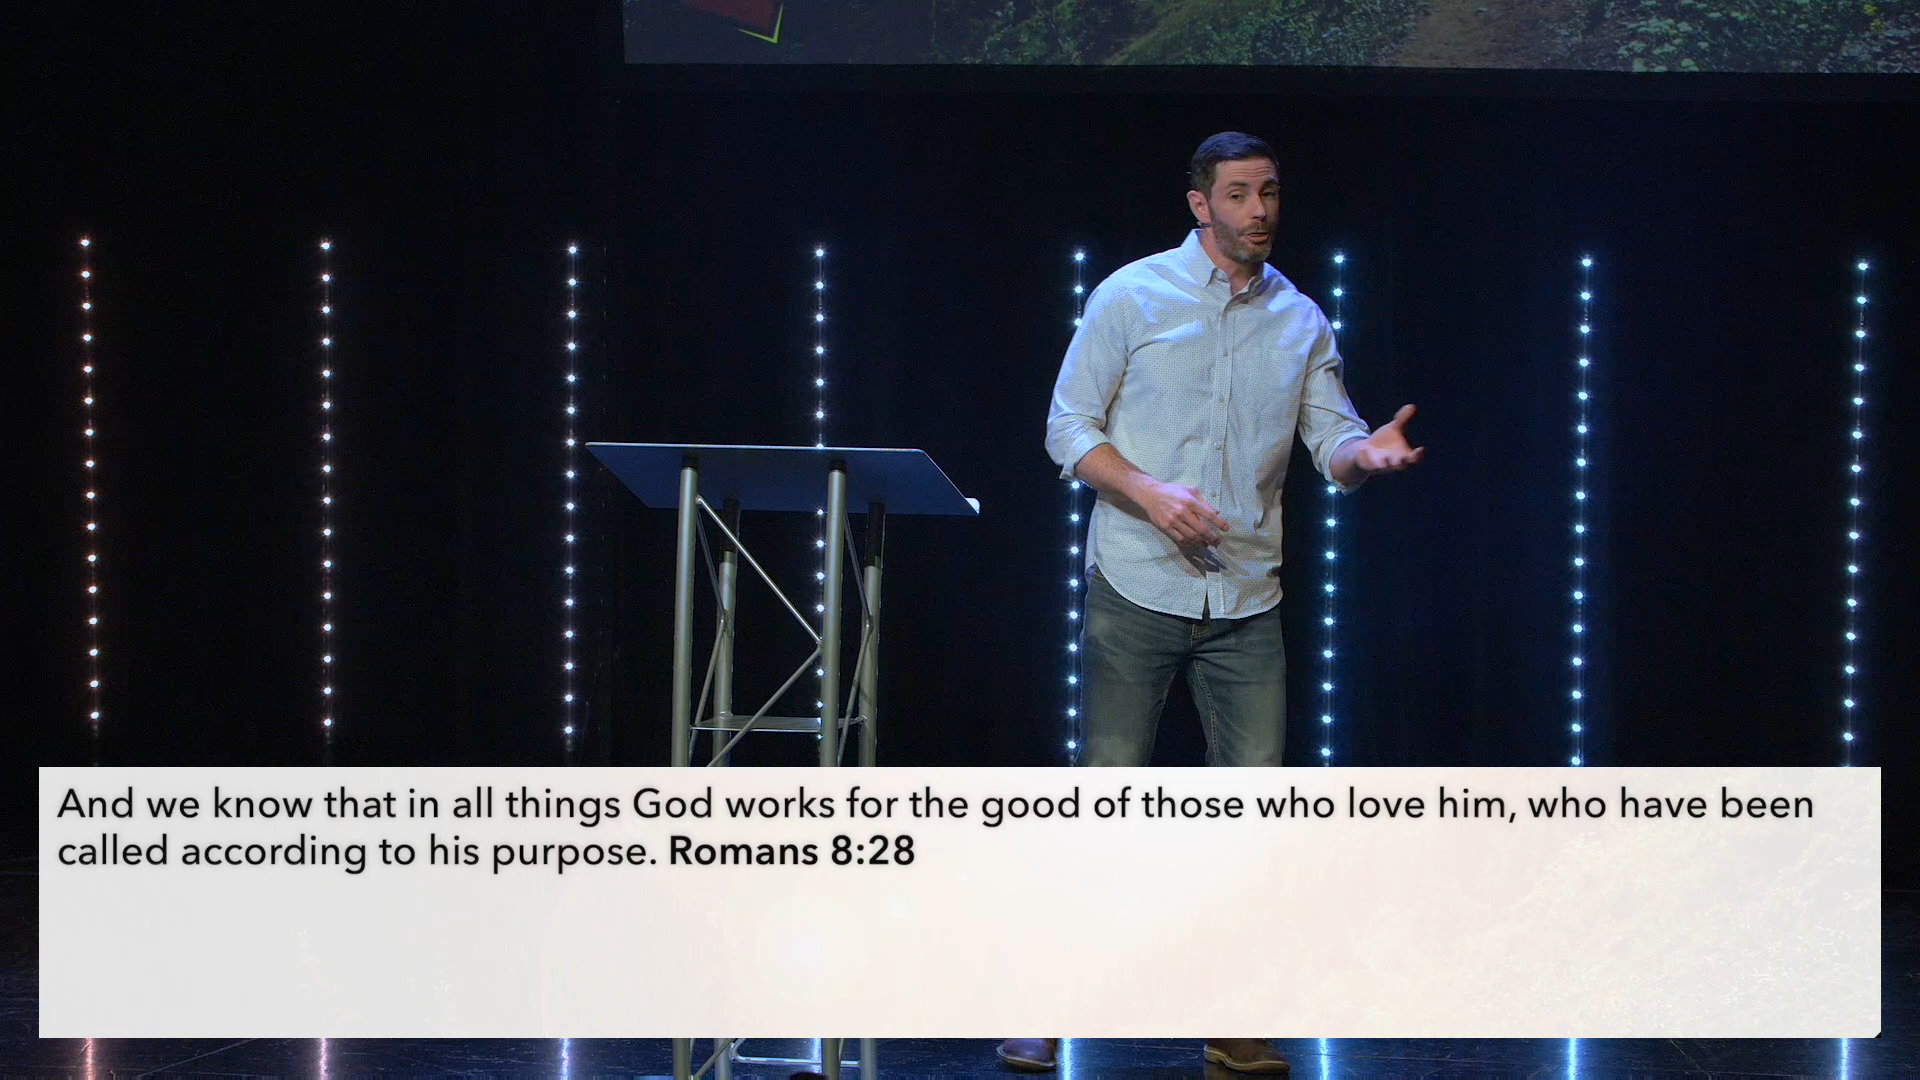 And we know that in all things God works for the good of those who love him, who have been
called according to his purpose. Romans 8:28